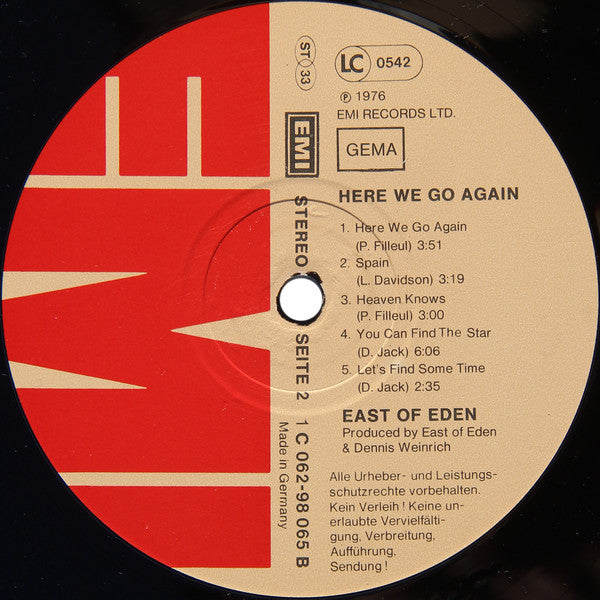 EMI
ST 33
LC 0542
℗ 1976
EMI RECORDS LTD.
EMI
GEMA
STEREO SEITE 2 1 C 062-98 065 B
Made in Germany
HERE WE GO AGAIN
1. Here We Go Again
(P. Filleul) 3:51
2. Spain
(L. Davidson) 3:19
3. Heaven Knows
(P. Filleul) 3:00
4. You Can Find The Star
(D. Jack) 6:06
5. Let's Find Some Time
(D. Jack) 2:35
EAST OF EDEN
Produced by East of Eden
& Dennis Weinrich
Alle Urheber- und Leistungs-
schutzrechte vorbehalten.
Kein Verleih! Keine un-
erlaubte Vervielfälti-
gung, Verbreitung,
Aufführung,
Sendung!